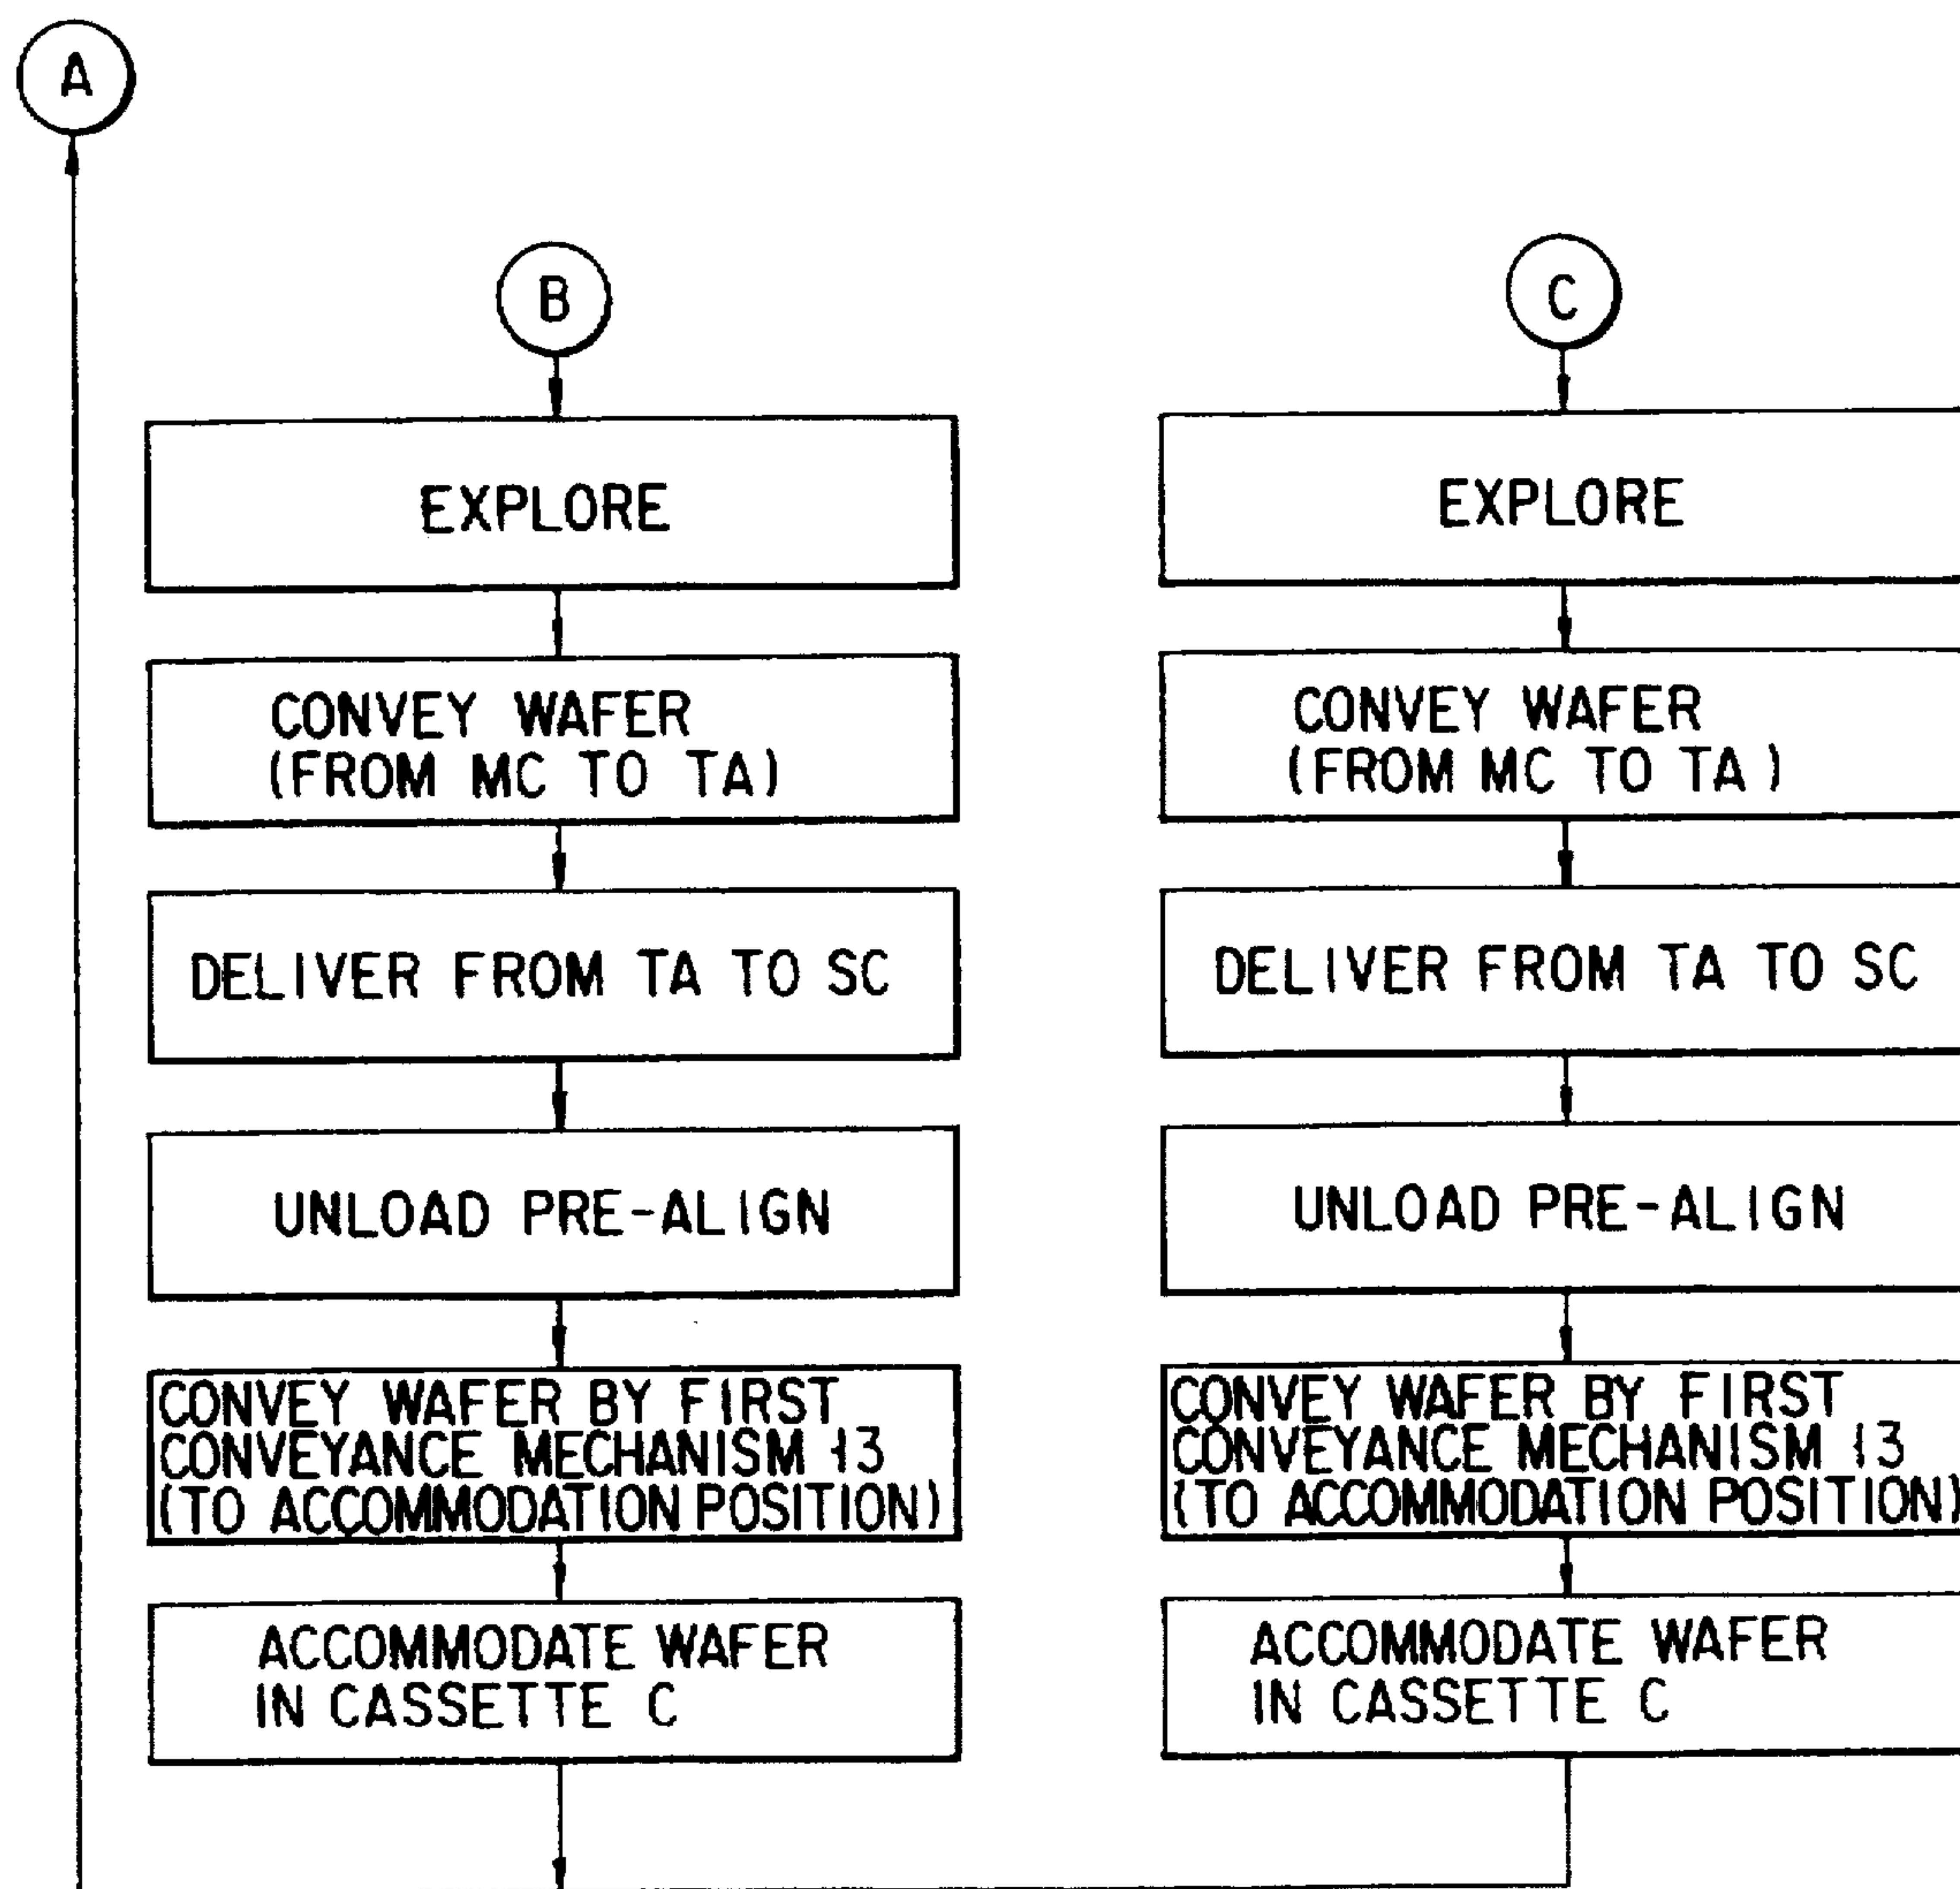 A
B
EXPLORE
CONVEY WAFER
(FROM MC TO TA)
DELIVER FROM TA TO SC
UNLOAD PRE-ALIGN
CONVEY WAFER BY FIRST
CONVEYANCE MECHANISM 13
(TO ACCOMMODATION POSITION)
ACCOMMODATE WAFER
IN CASSETTE C
C
EXPLORE
CONVEY WAFER
(FROM MC TO TA )
DELIVER FROM TA TO SC
UNLOAD PRE-ALIGN
CONVEY WAFER BY FIRST
CONVEYANCE MECHANISM 13
(TO ACCOMMODATION POSITION)
ACCOMMODATE WAFER
IN CASSETTE C